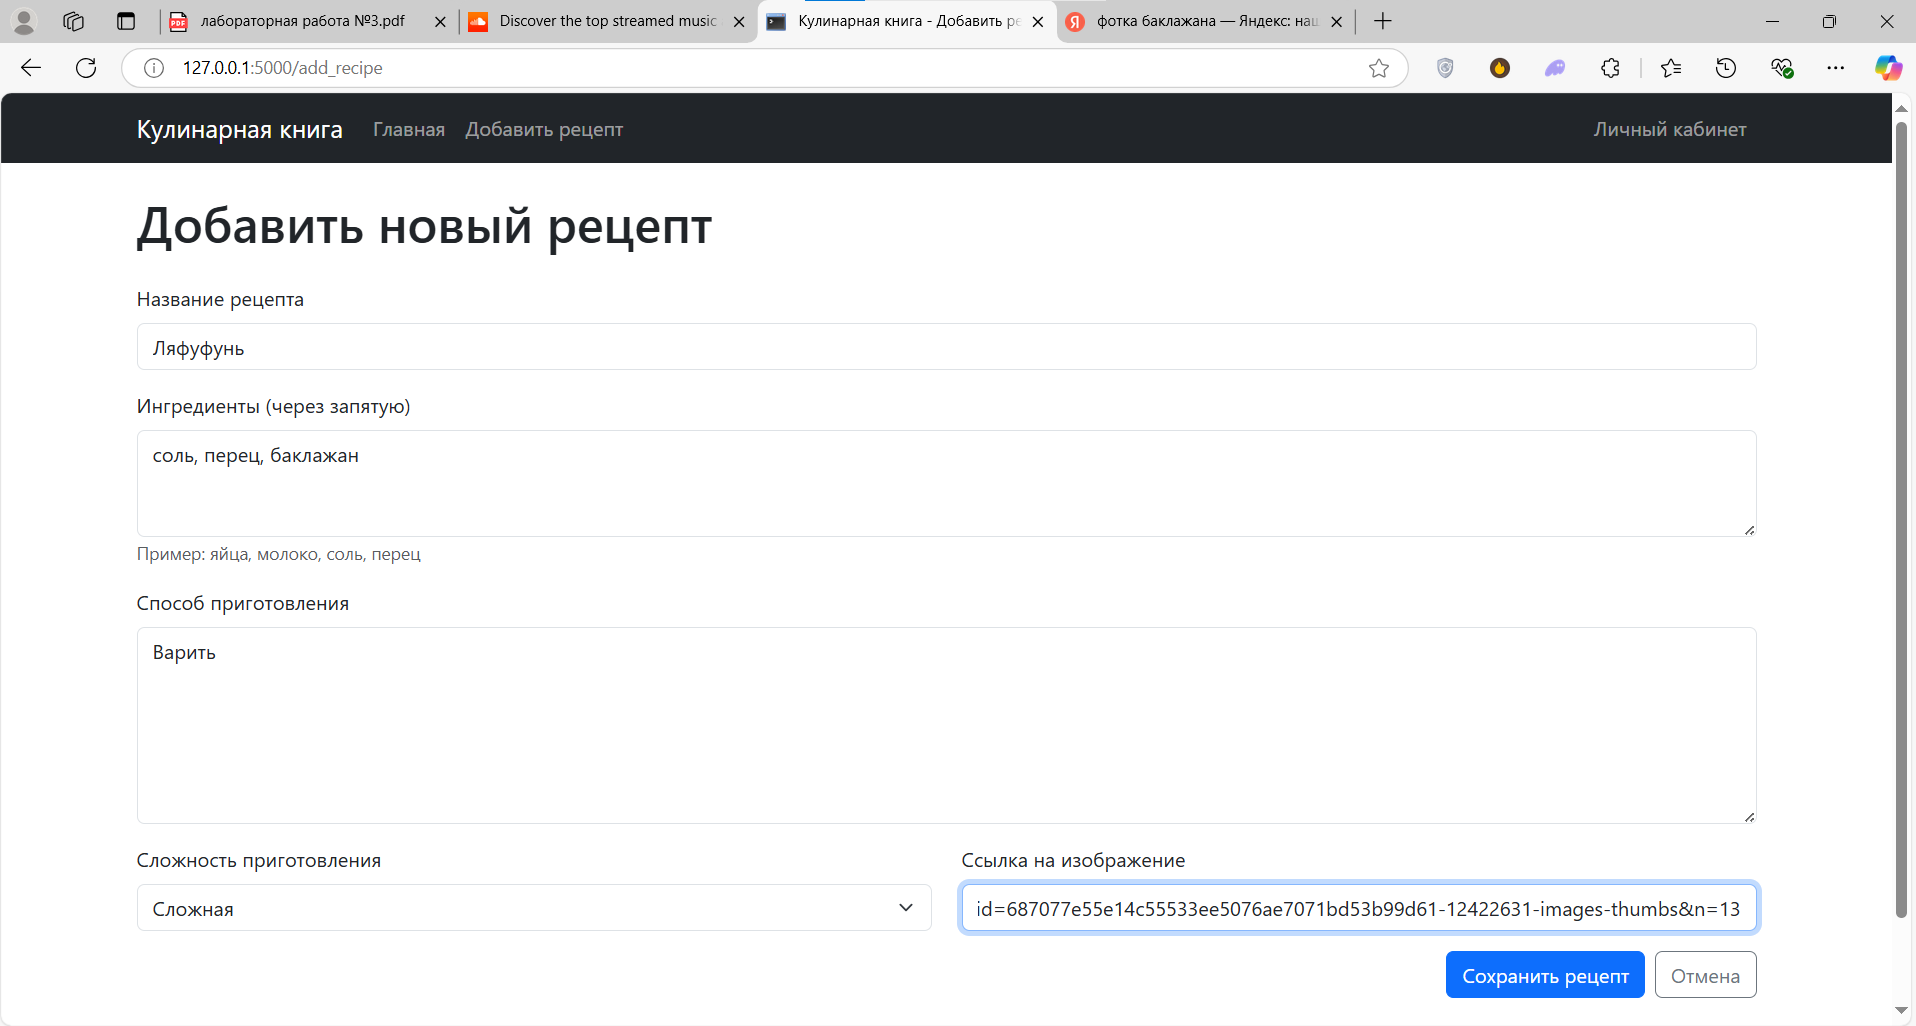 лабораторная работа №3.pdf
Discover the top streamed music
Кулинарная книга - Добавить ре
фотка баклажана — Яндекс: наш
127.0.0.1:5000/add_recipe
Кулинарная книга Главная Добавить рецепт Личный кабинет
Добавить новый рецепт
Название рецепта
Ляфуфунь
Ингредиенты (через запятую)
соль, перец, баклажан
Пример: яйца, молоко, соль, перец
Способ приготовления
Варить
Сложность приготовления
Сложная
Ссылка на изображение
id=687077e55e14c55533ee5076ae7071bd53b99d61-12422631-images-thumbs&n=13
Сохранить рецепт Отмена